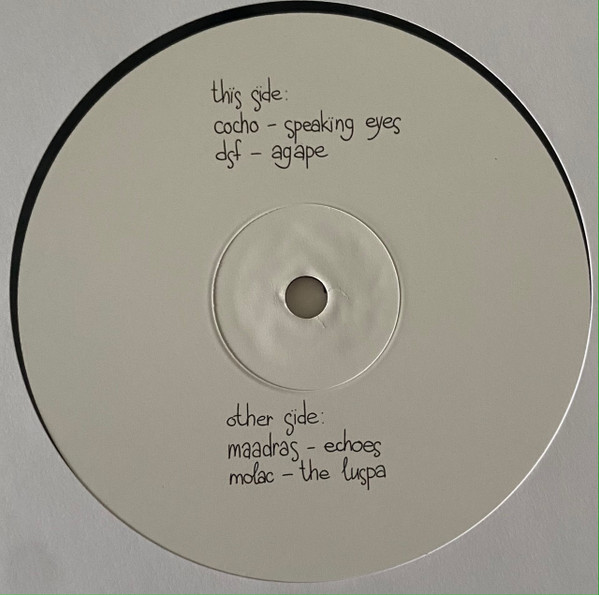 this side:
cocho - speaking eyes
dsf - agape
other side:
maadras - echoes
molac - the luspa